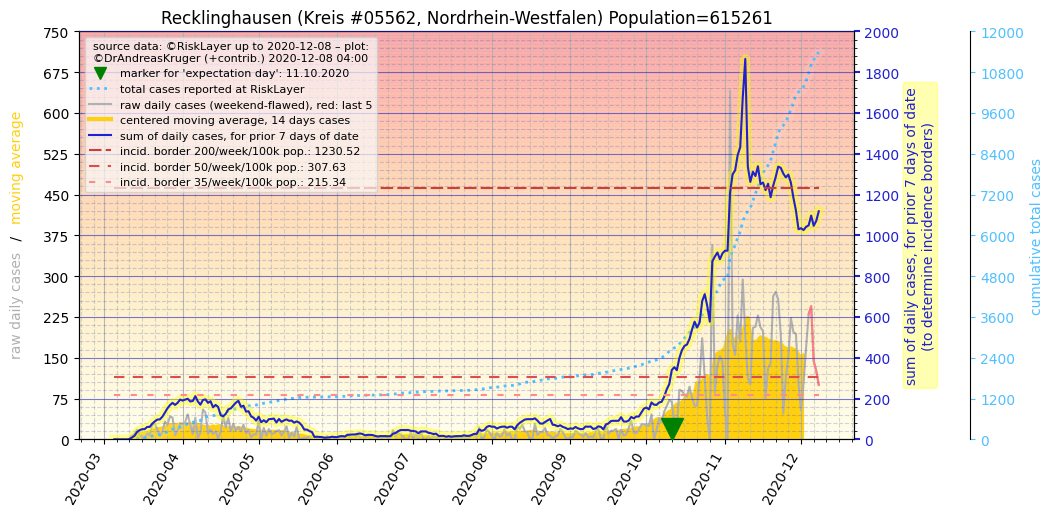 Recklinghausen (Kreis #05562, Nordrhein-Westfalen) Population=615261
source data: ©RiskLayer up to 2020-12-08 – plot:
©DrAndreasKruger (+contrib.) 2020-12-08 04:00
marker for 'expectation day': 11.10.2020
total cases reported at RiskLayer
raw daily cases (weekend-flawed), red: last 5
centered moving average, 14 days cases
sum of daily cases, for prior 7 days of date
incid. border 200/week/100k pop.: 1230.52
incid. border 50/week/100k pop.: 307.63
incid. border 35/week/100k pop.: 215.34
raw daily cases / moving average
750
675
600
525
450
375
300
225
150
75
0
2020-03
2020-04
2020-05
2020-06
2020-07
2020-08
2020-09
2020-10
2020-11
2020-12
2000
1800
1600
1400
1200
1000
800
600
400
200
0
sum of daily cases, for prior 7 days of date
(to determine incidence borders)
12000
10800
9600
8400
7200
6000
4800
3600
2400
1200
0
cumulative total cases